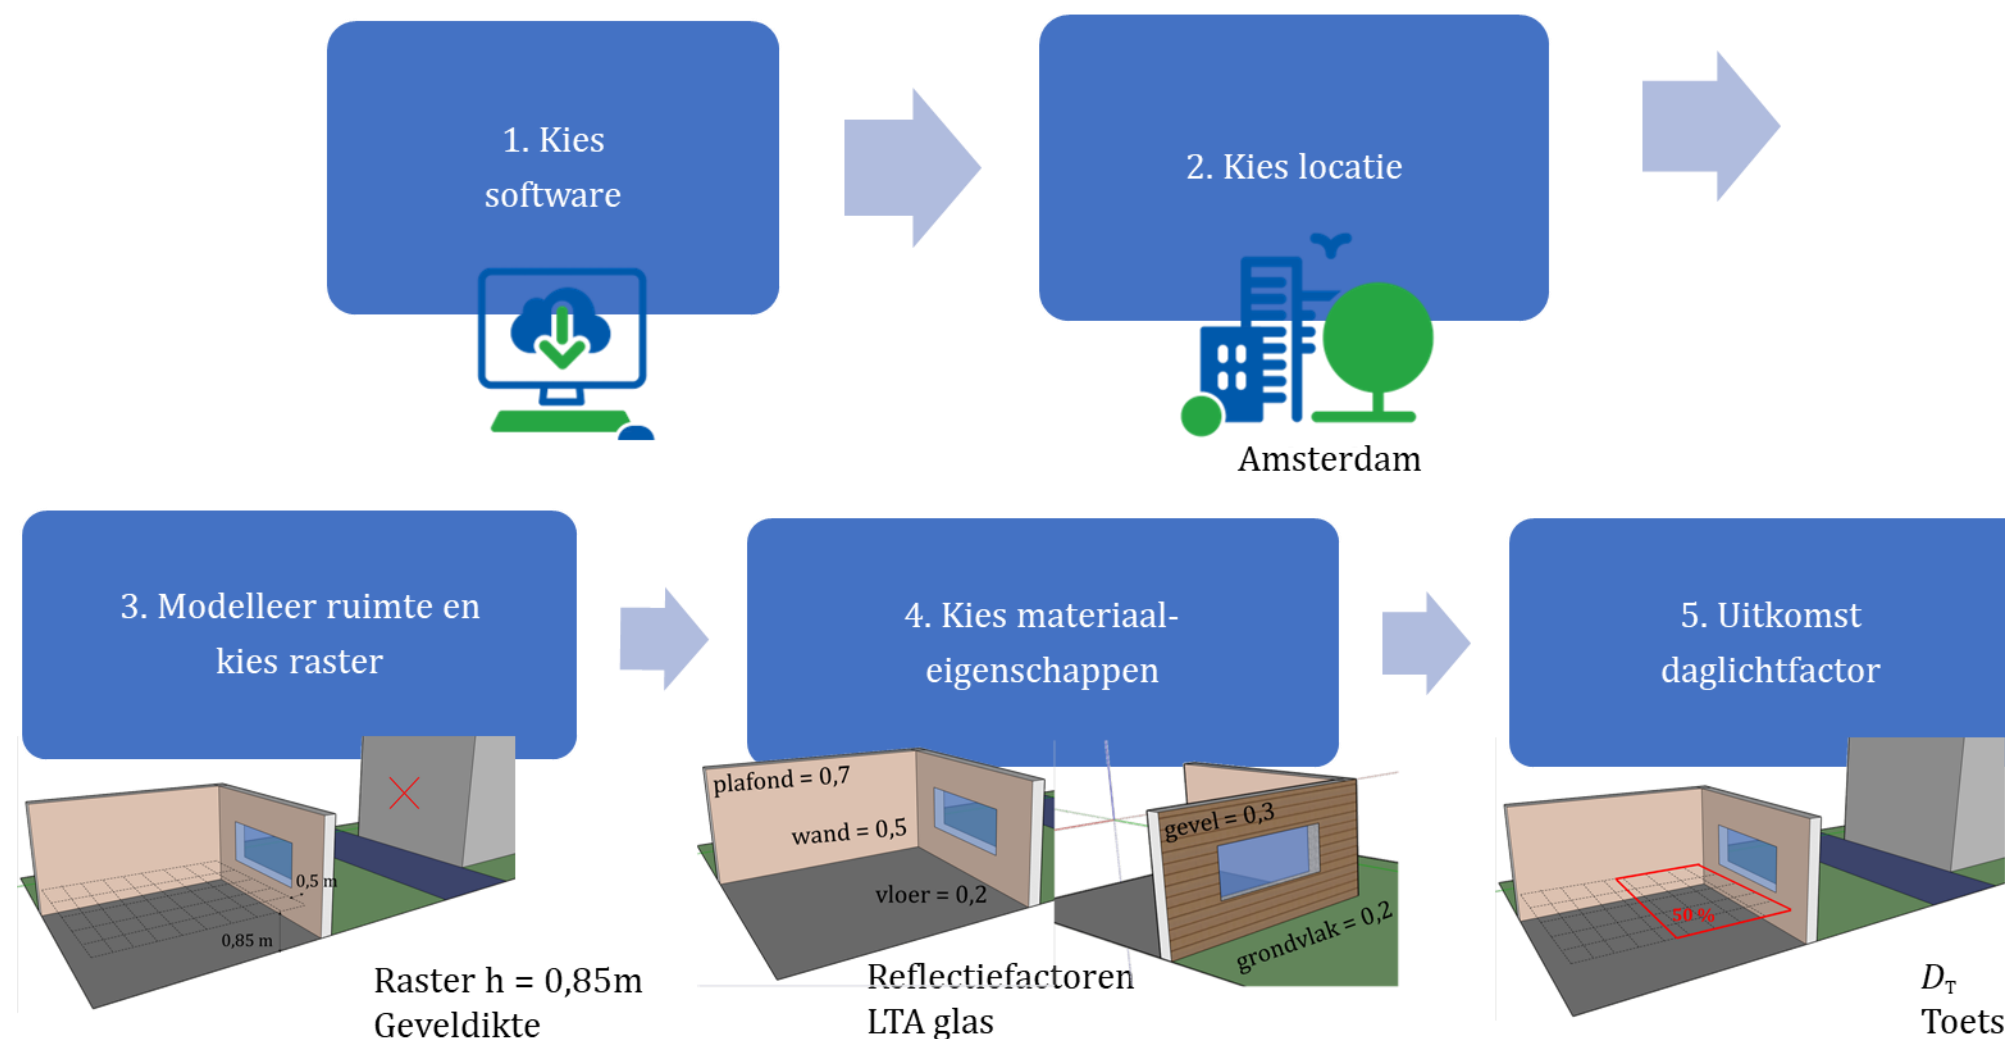 1. Kies
software
2. Kies locatie
Amsterdam
3. Modelleer ruimte en
kies raster
0,5 m
0,85 m
Raster h = 0,85m
Geveldikte
4. Kies materiaal-
eigenschappen
plafond = 0,7
wand = 0,5
vloer = 0,2
gevel = 0,3
grondvlak = 0,2
Reflectiefactoren
LTA glas
5. Uitkomst
daglichtfactor
50 %
D_T
Toets